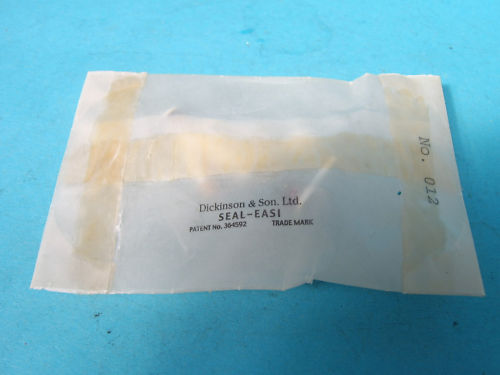 Dickinson & Son. Ltd.
SEAL-EASI
PATENT No. 364592 TRADE MARK
No. 012